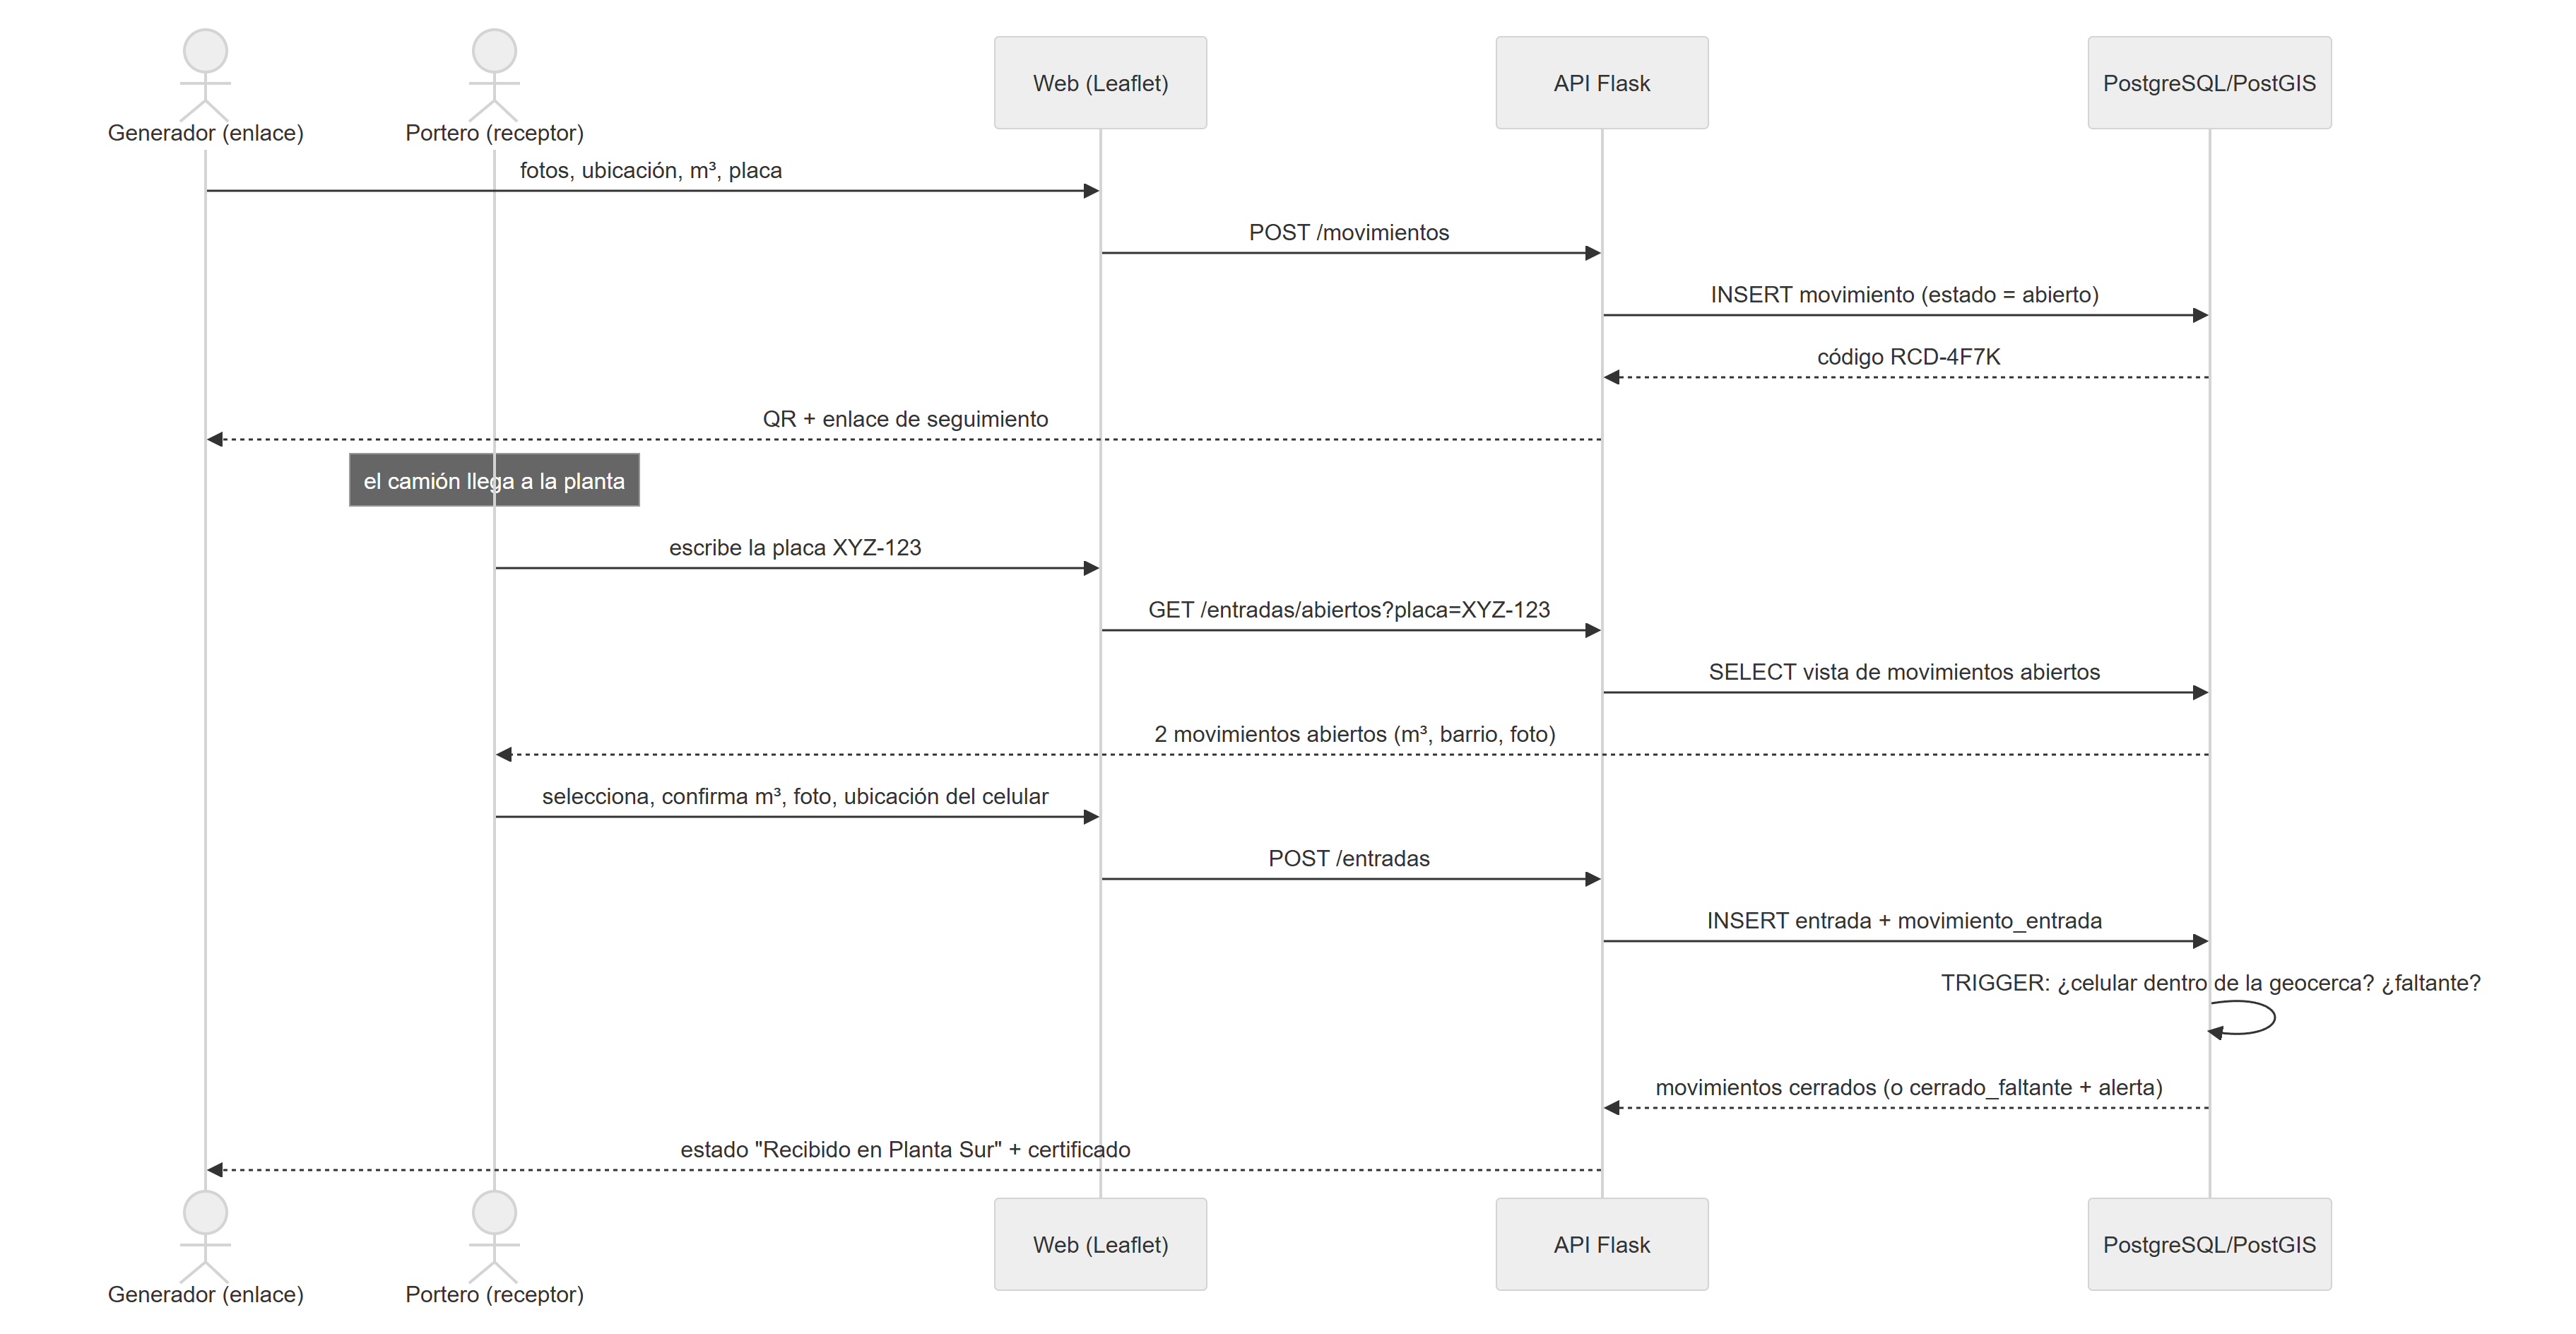 Generador (enlace)
Portero (receptor)
Web (Leaflet)
API Flask
PostgreSQL/PostGIS
fotos, ubicación, m³, placa
POST /movimientos
INSERT movimiento (estado = abierto)
código RCD-4F7K
QR + enlace de seguimiento
el camión llega a la planta
escribe la placa XYZ-123
GET /entradas/abiertos?placa=XYZ-123
SELECT vista de movimientos abiertos
2 movimientos abiertos (m³, barrio, foto)
selecciona, confirma m³, foto, ubicación del celular
POST /entradas
INSERT entrada + movimiento_entrada
TRIGGER: ¿celular dentro de la geocerca? ¿faltante?
movimientos cerrados (o cerrado_faltante + alerta)
estado "Recibido en Planta Sur" + certificado
Generador (enlace)
Portero (receptor)
Web (Leaflet)
API Flask
PostgreSQL/PostGIS